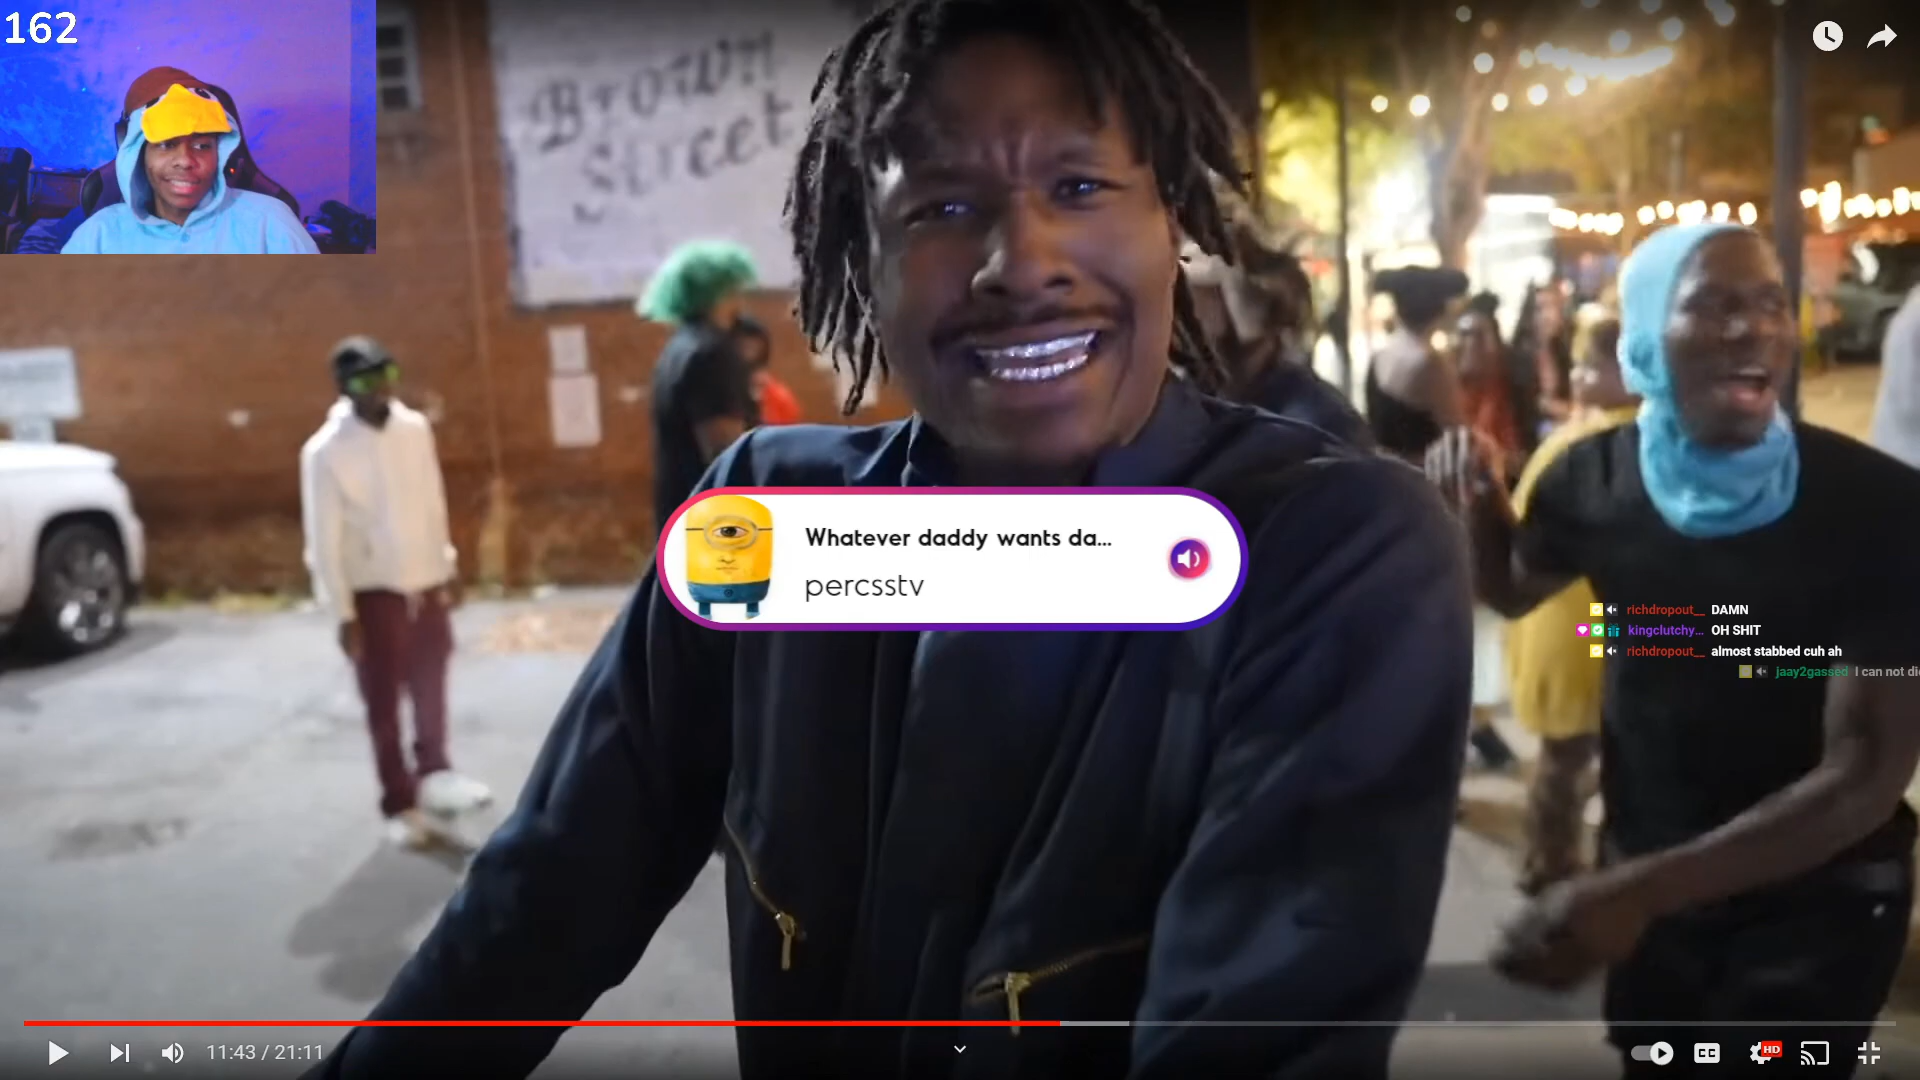 162
Brown
Street
Whatever daddy wants da...
percsstv
richdropout__ DAMN
kingclutchy... OH SHIT
richdropout__ almost stabbed cuh ah
jaay2gassed I can not di
11:43 / 21:11
CC
HD